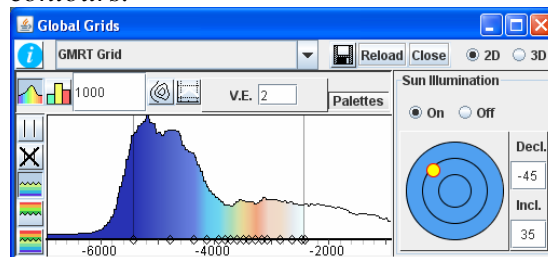 contours.
Global Grids
i GMRT Grid Reload Close 2D 3D
1000 V.E. 2 Palettes
Sun Illumination
On Off
Decl.
-45
Incl.
35
-6000 -4000 -2000